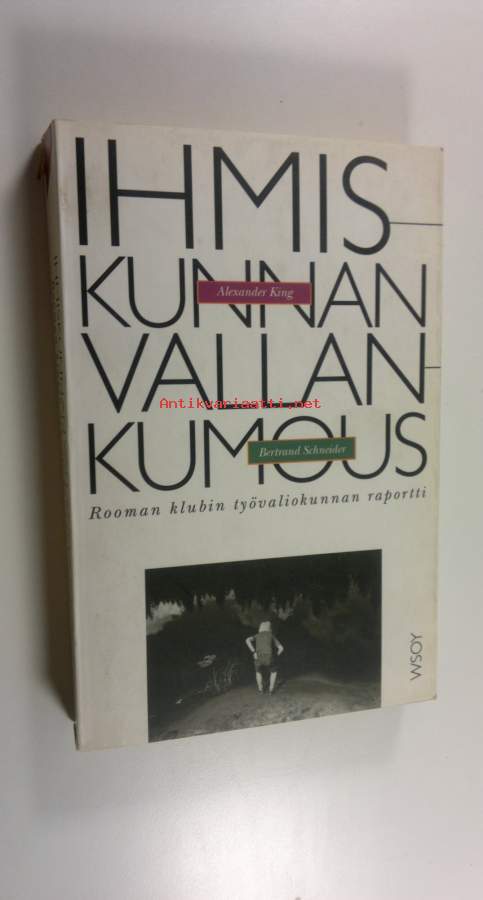 IHMIS-
KUNNAN
Alexander King
VALLAN-
Antikvariaatti.net
KUMOUS
Bertrand Schneider
Rooman klubin työvaliokunnan raportti
WSOY